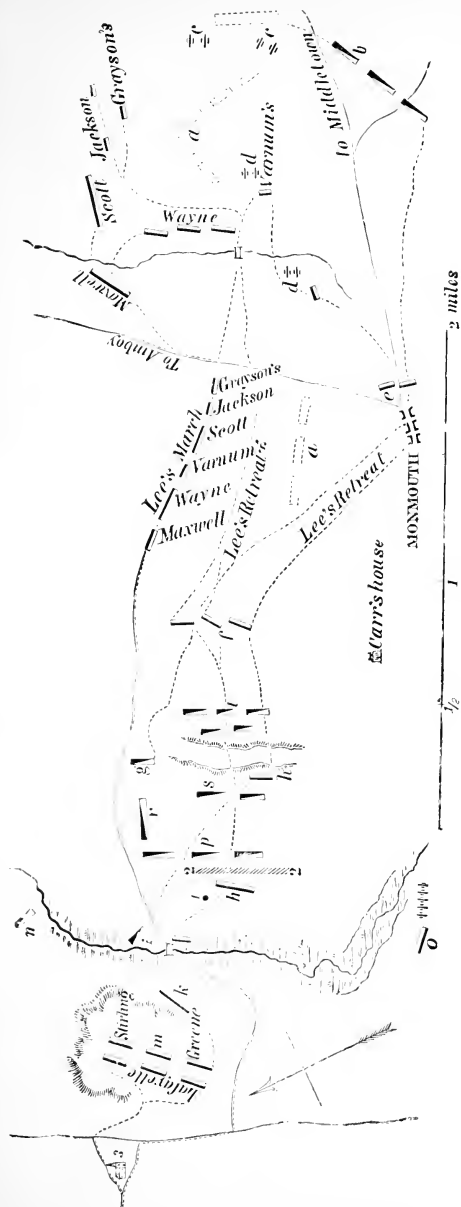 Scott
Jackson
Grayson's
Maxwell
Wayne
a
c
c
d
Varnum's
b
to Middletown
To Amboy
d
e
Lee's March
Grayson's
Jackson
Scott
Varnum's
Wayne
Maxwell
Lee's Retreat
a
Lee's Retreat
MONMOUTH
Carr's house
f
g
t
s
k
r
p
i
h
n
o
Stirling
Lafayette
m
k
Greene
2 miles
1
1/2